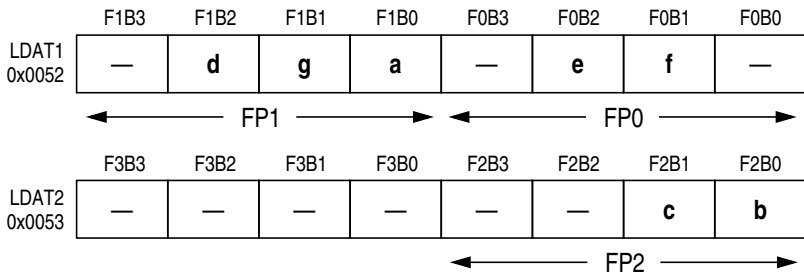 F1B3 F1B2 F1B1 F1B0 F0B3 F0B2 F0B1 F0B0
LDAT1 0x0052 — d g a — e f —
FP1 FP0
F3B3 F3B2 F3B1 F3B0 F2B3 F2B2 F2B1 F2B0
LDAT2 0x0053 — — — — — — c b
FP2